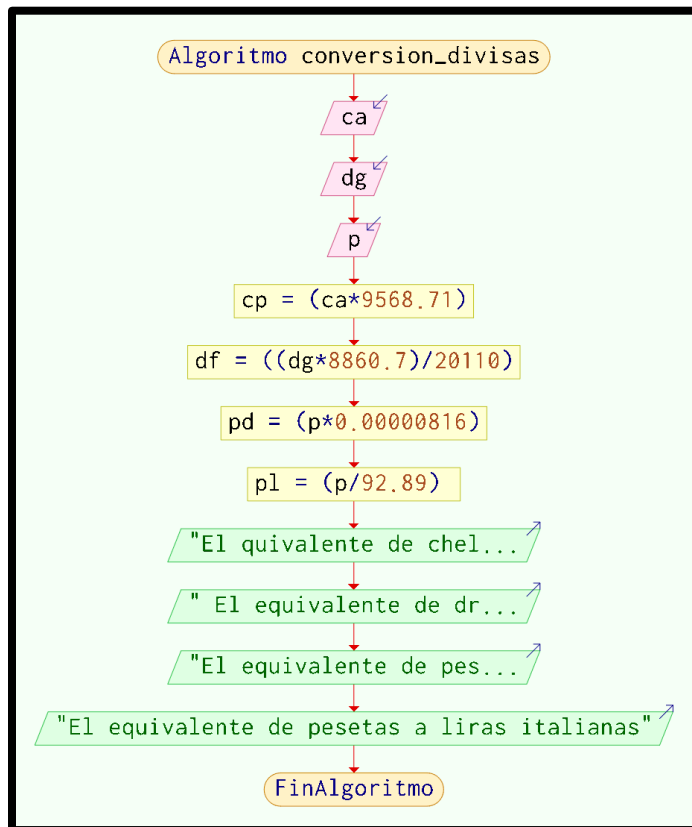 Algoritmo conversion_divisas
ca
dg
p
cp = (ca*9568.71)
df = ((dg*8860.7)/20110)
pd = (p*0.00000816)
pl = (p/92.89)
"El quivalente de chel...
" El equivalente de dr...
"El equivalente de pes...
"El equivalente de pesetas a liras italianas"
FinAlgoritmo